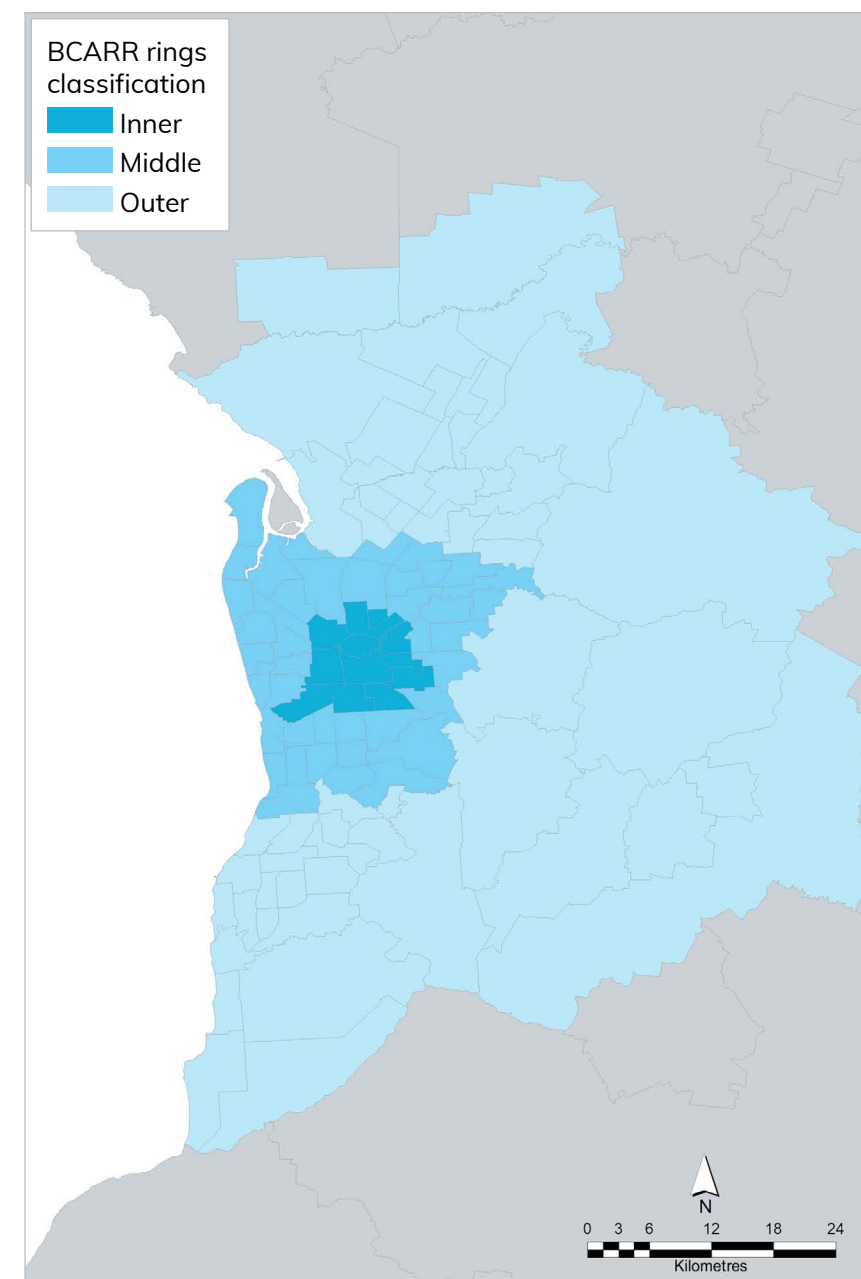 BCARR rings
classification
Inner
Middle
Outer
N
0 3 6 12 18 24
Kilometres